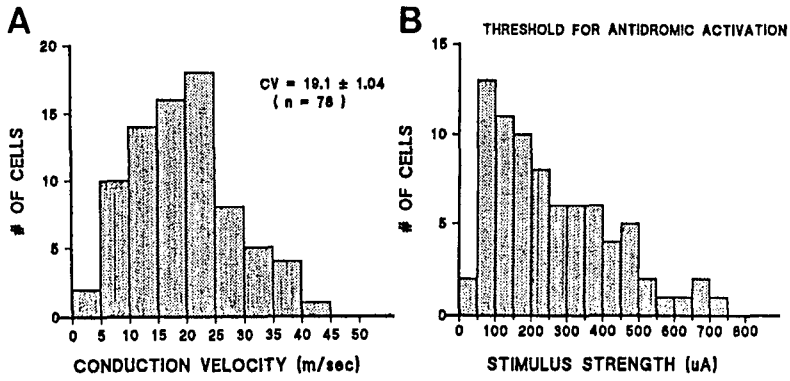 A
20
15
10
5
0
# OF CELLS
CV = 19.1 ± 1.04
( n = 78 )
0 5 10 15 20 25 30 35 40 45 50
CONDUCTION VELOCITY (m/sec)
B
THRESHOLD FOR ANTIDROMIC ACTIVATION
15
10
5
0
# OF CELLS
0 100 200 300 400 500 600 700 800
STIMULUS STRENGTH (uA)